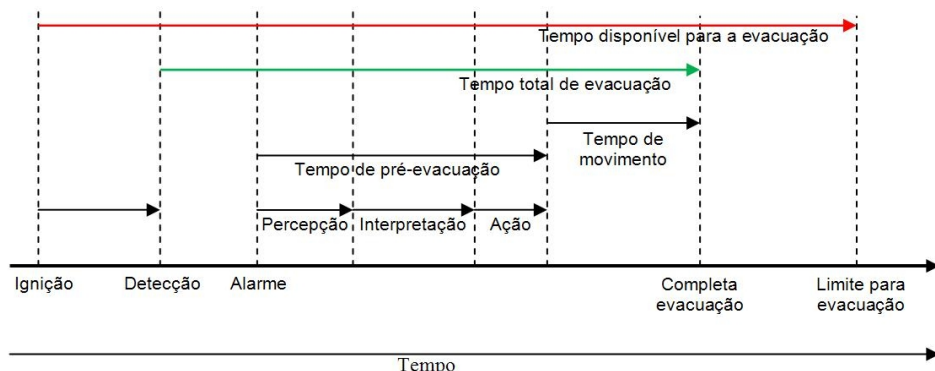 Tempo disponível para a evacuação
Tempo total de evacuação
Tempo de
movimento
Tempo de pré-evacuação
Percepção Interpretação Ação
Ignição Detecção Alarme Completa Limite para
evacuação evacuação
Tempo